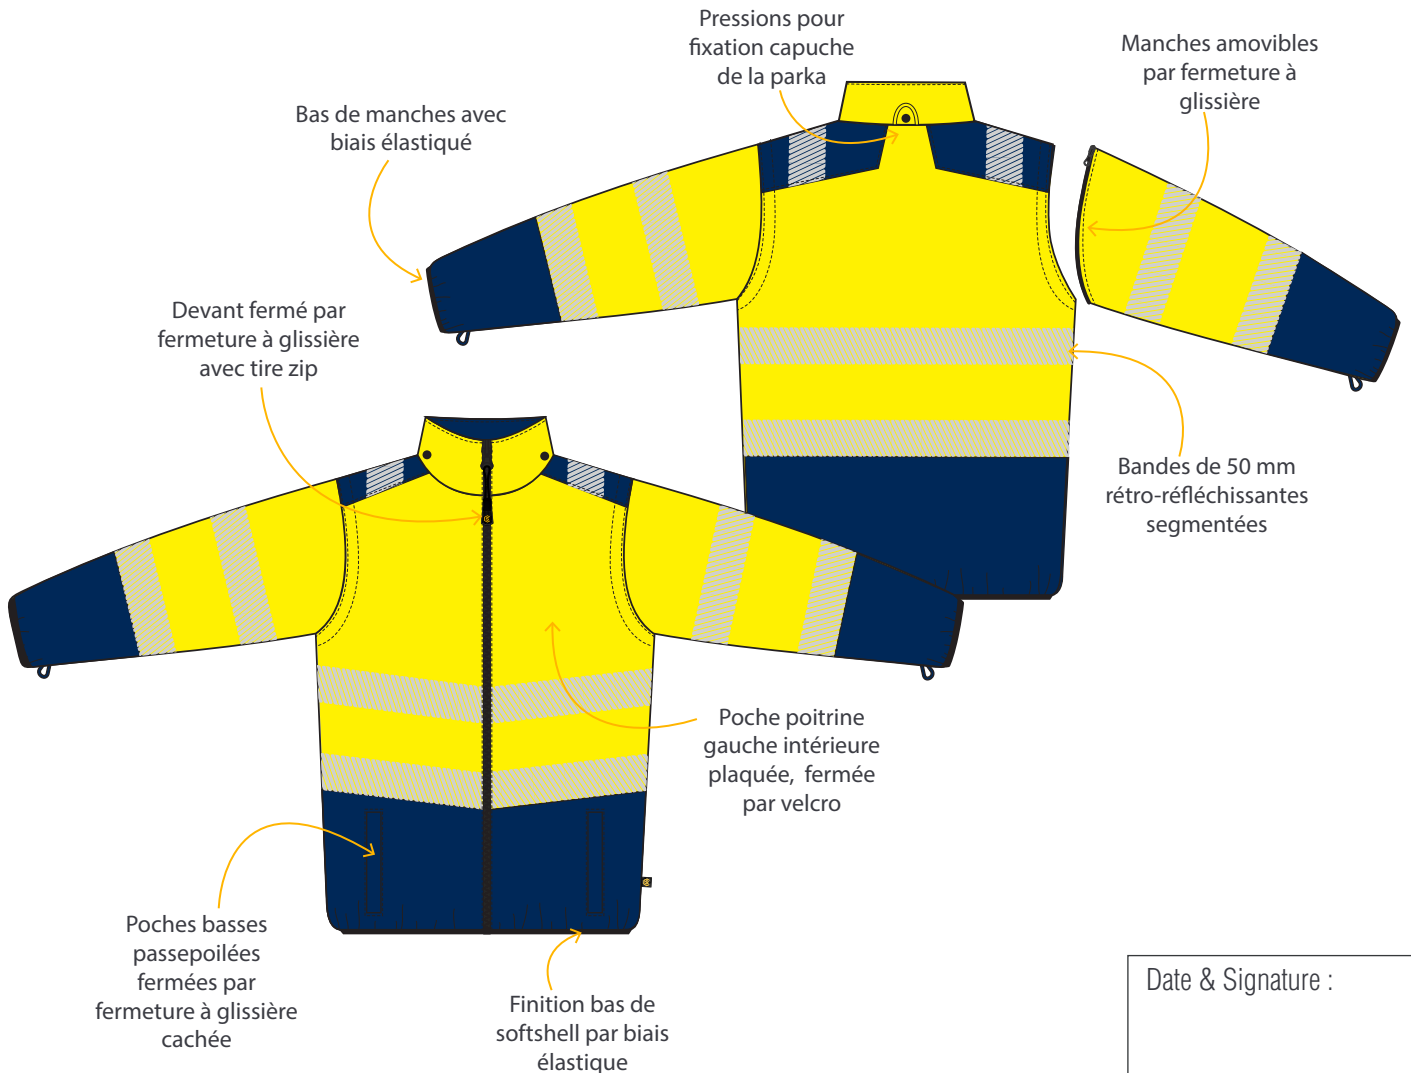 Pressions pour
fixation capuche
de la parka
Manches amovibles
par fermeture à
glissière
Bas de manches avec
biais élastiqué
Devant fermé par
fermeture à glissière
avec tire zip
Bandes de 50 mm
rétro-réfléchissantes
segmentées
Poche poitrine
gauche intérieure
plaquée, fermée
par velcro
Poches basses
passepoilées
fermées par
fermeture à glissière
cachée
Finition bas de
softshell par biais
élastique
Date & Signature :